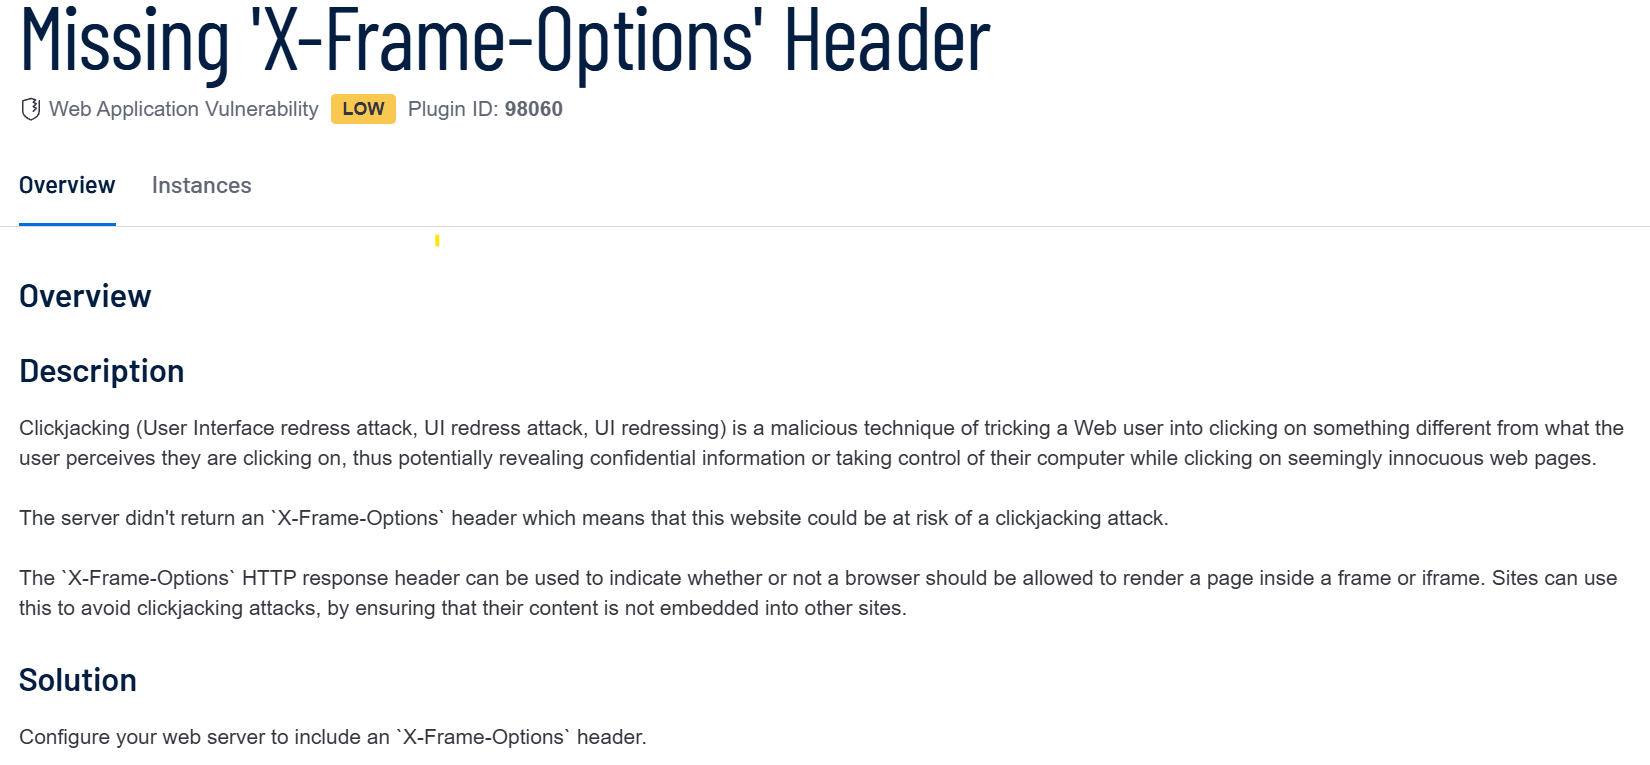 Missing 'X-Frame-Options' Header
Web Application Vulnerability LOW Plugin ID: 98060
Overview Instances
Overview
Description
Clickjacking (User Interface redress attack, UI redress attack, UI redressing) is a malicious technique of tricking a Web user into clicking on something different from what the
user perceives they are clicking on, thus potentially revealing confidential information or taking control of their computer while clicking on seemingly innocuous web pages.
The server didn't return an `X-Frame-Options` header which means that this website could be at risk of a clickjacking attack.
The `X-Frame-Options` HTTP response header can be used to indicate whether or not a browser should be allowed to render a page inside a frame or iframe. Sites can use
this to avoid clickjacking attacks, by ensuring that their content is not embedded into other sites.
Solution
Configure your web server to include an `X-Frame-Options` header.